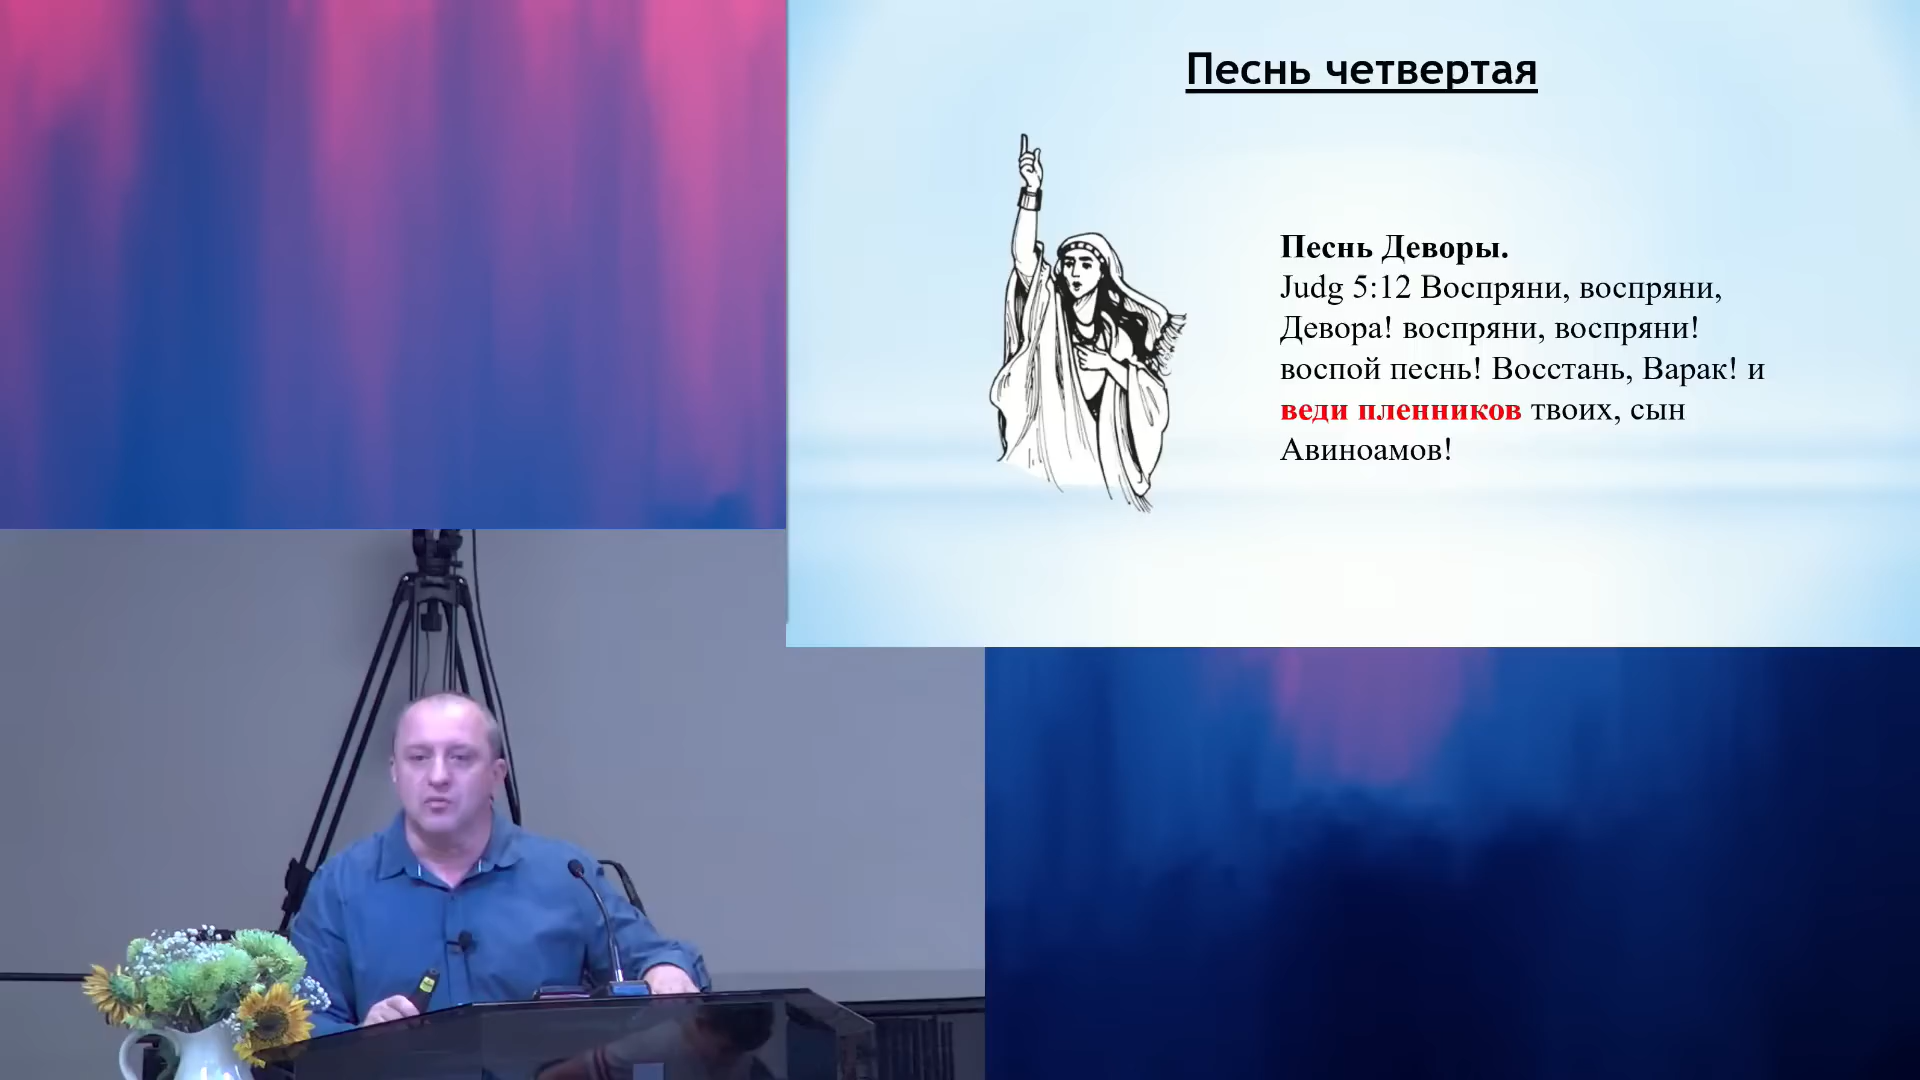 Песнь четвертая
Песнь Деворы.
Judg 5:12 Воспряни, воспряни,
Девора! воспряни, воспряни!
воспой песнь! Восстань, Варак! и
веди пленников твоих, сын
Авиноамов!